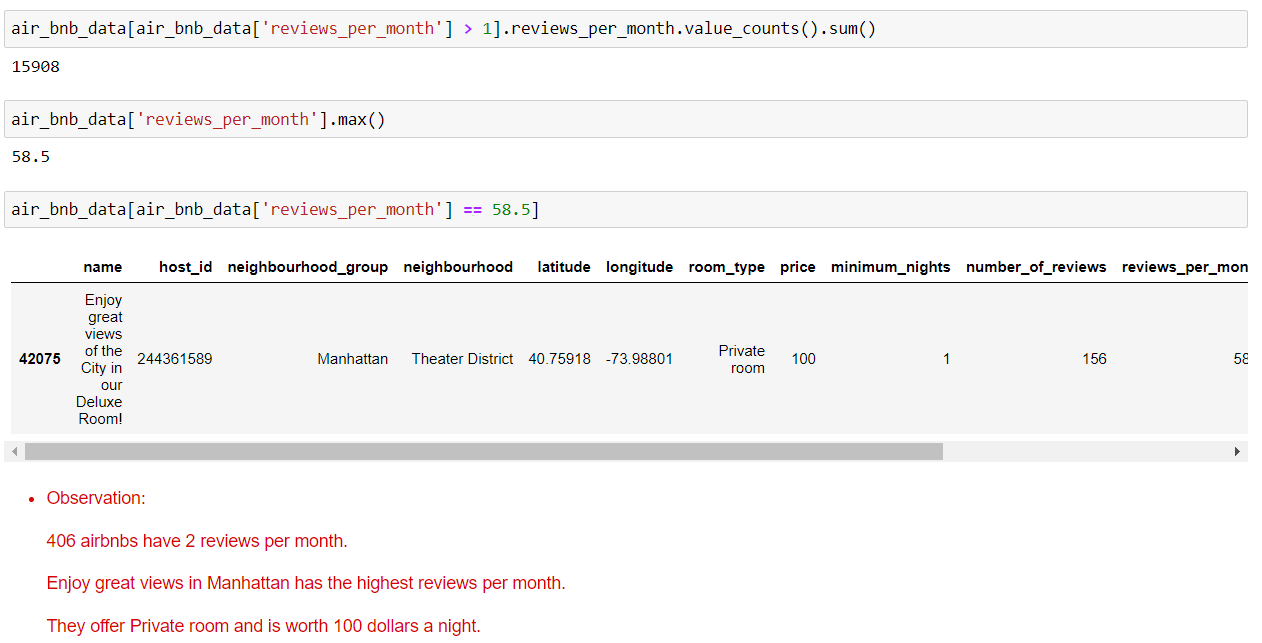 air_bnb_data[air_bnb_data['reviews_per_month'] > 1].reviews_per_month.value_counts().sum()
15908
air_bnb_data['reviews_per_month'].max()
58.5
air_bnb_data[air_bnb_data['reviews_per_month'] == 58.5]
name host_id neighbourhood_group neighbourhood latitude longitude room_type price minimum_nights number_of_reviews reviews_per_mon
42075 Enjoy great views of the City in our Deluxe Room! 244361589 Manhattan Theater District 40.75918 -73.98801 Private room 100 1 156 58
• Observation:
406 airbnbs have 2 reviews per month.
Enjoy great views in Manhattan has the highest reviews per month.
They offer Private room and is worth 100 dollars a night.